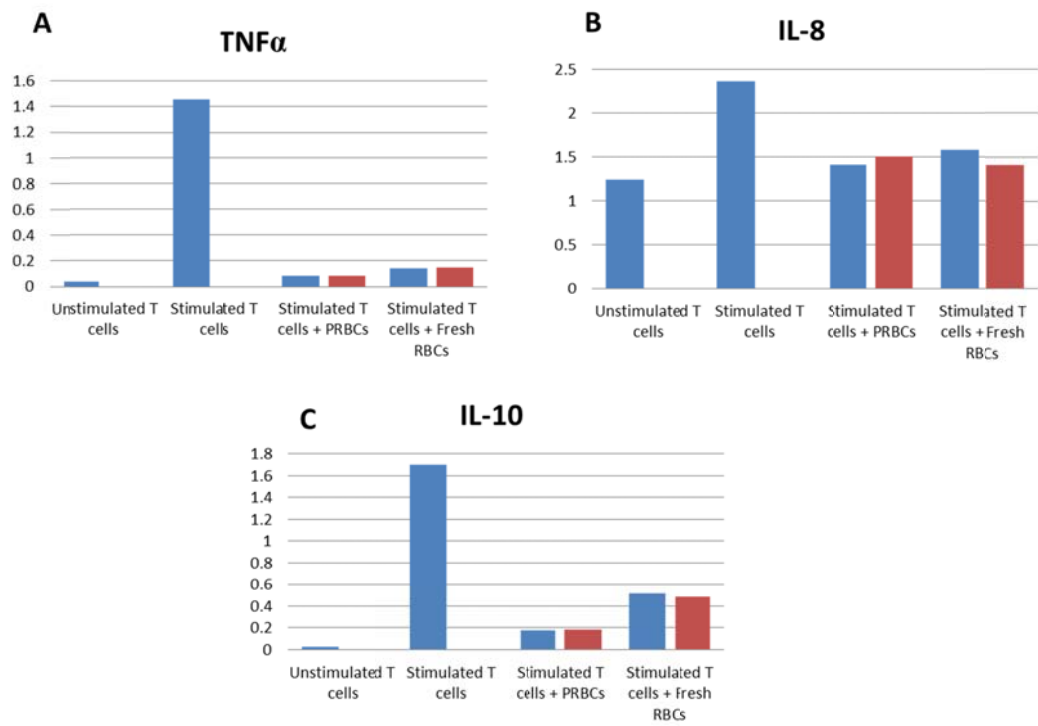 A
TNFα
1.6
1.4
1.2
1
0.8
0.6
0.4
0.2
0
Unstimulated T
cells
Stimulated T
cells
Stimulated T
cells + PRBCs
Stimulated T
cells + Fresh
RBCs
B
IL-8
2.5
2
1.5
1
0.5
0
Unstimulated T
cells
Stimulated T
cells
Stimulated T
cells + PRBCs
Stimulated T
cells + Fresh
RBCs
C
IL-10
1.8
1.6
1.4
1.2
1
0.8
0.6
0.4
0.2
0
Unstimulated T
cells
Stimulated T
cells
Stimulated T
cells + PRBCs
Stimulated T
cells + Fresh
RBCs